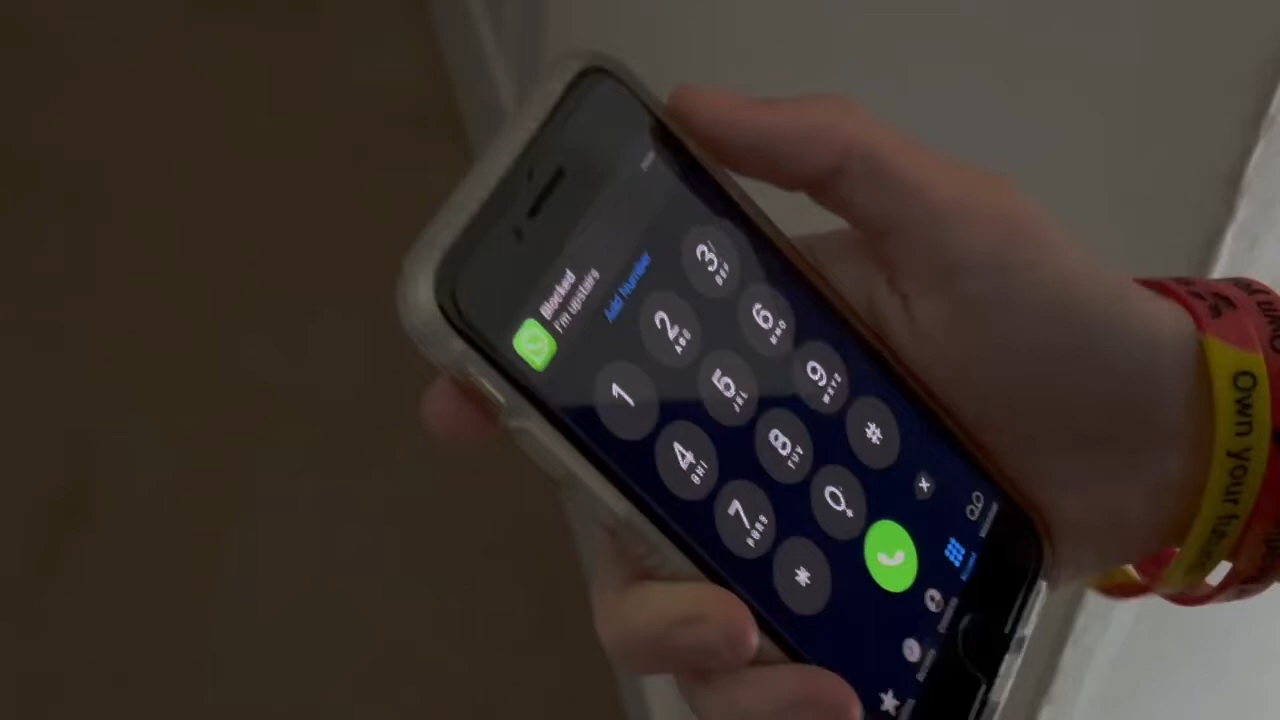 Blocked
I'm upstairs
Add Number
1
2
ABC
3
DEF
4
GHI
5
JKL
6
MNO
7
PQRS
8
TUV
9
WXYZ
*
0
+
#
Own your